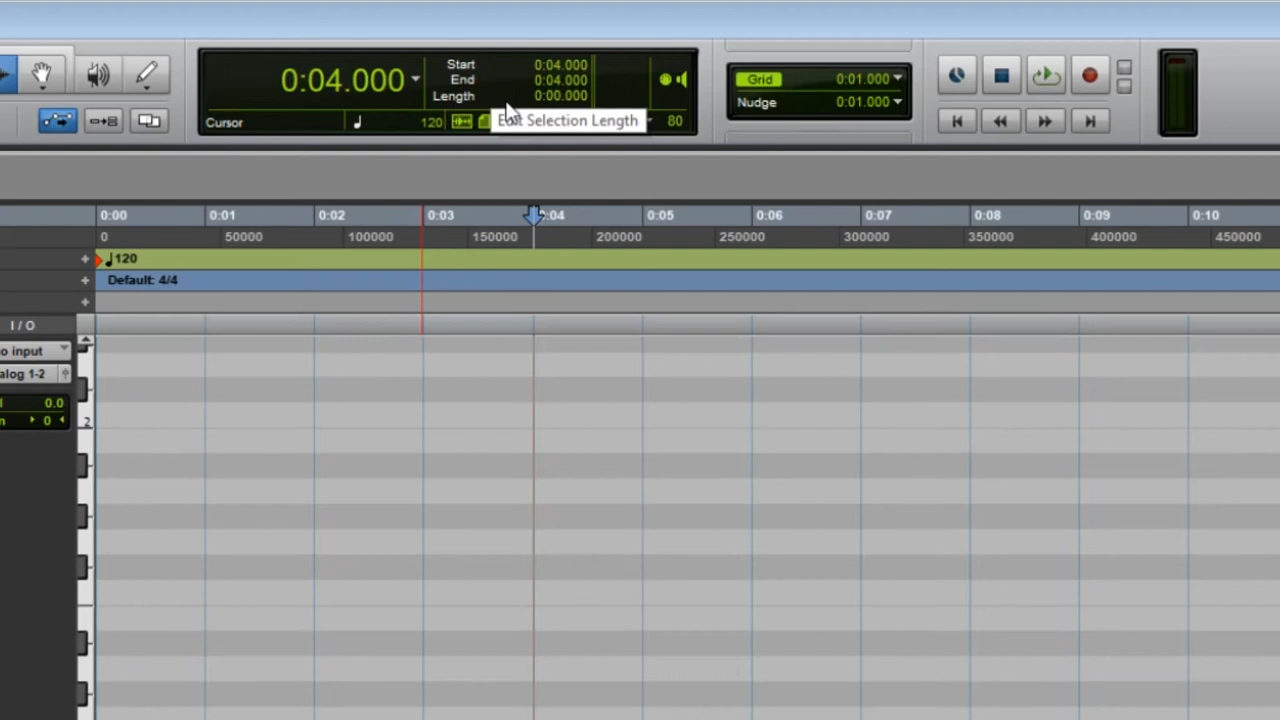 0:04.000
Start 0:04.000
End 0:04.000
Length 0:00.000
Cursor 120 80
Edit Selection Length
Grid 0:01.000
Nudge 0:01.000
0:00 0:01 0:02 0:03 0:04 0:05 0:06 0:07 0:08 0:09 0:10
0 50000 100000 150000 200000 250000 300000 350000 400000 450000
120
Default: 4/4
I / O
o input
alog 1-2
0.0
0
2